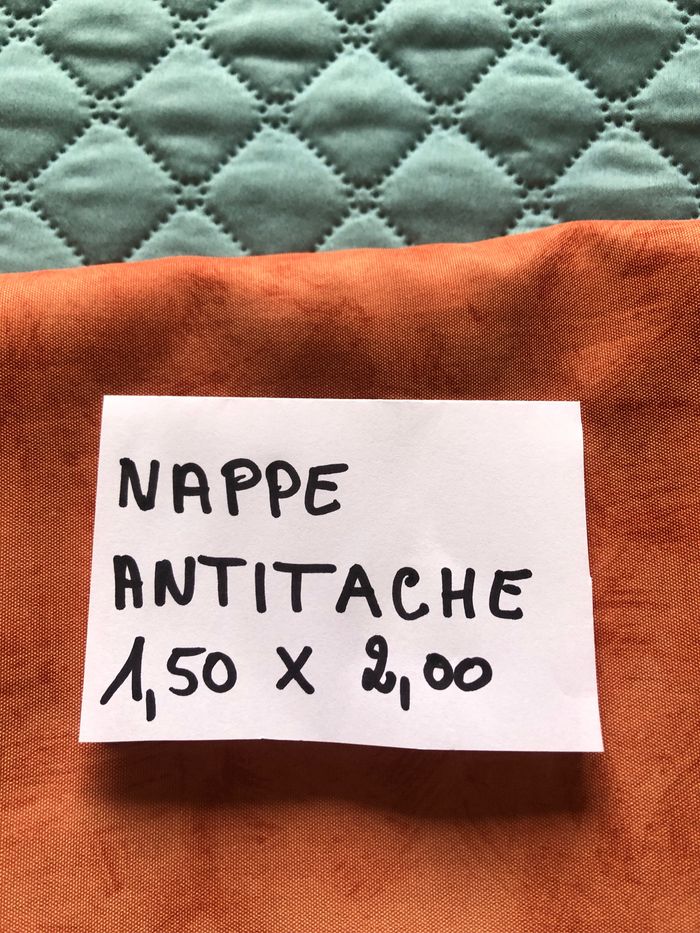 NAPPE
ANTITACHE
1,50 X 2,00